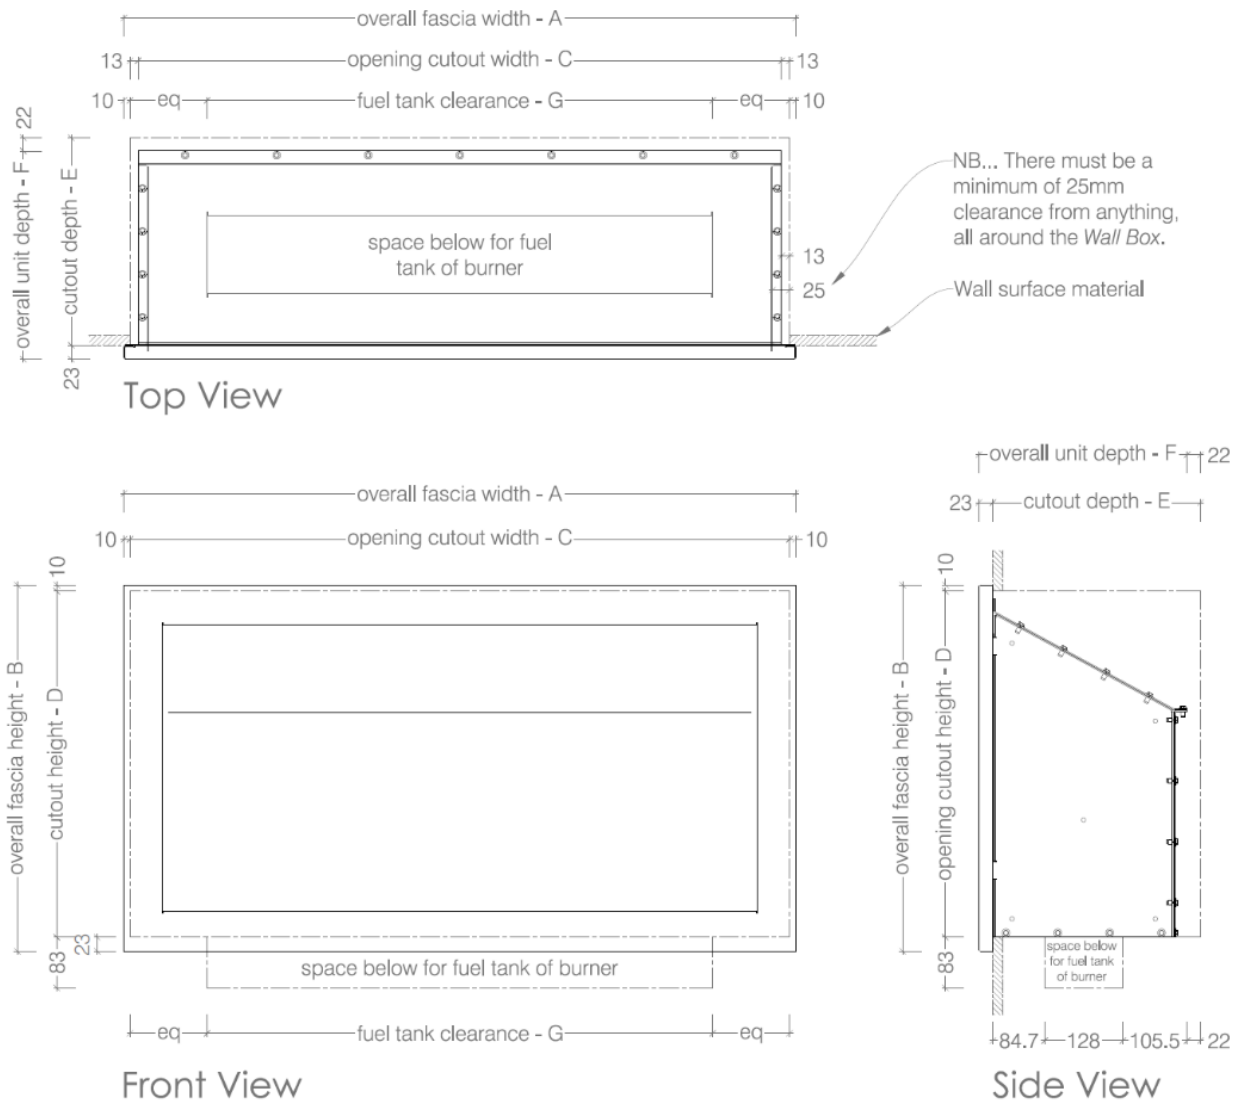 overall fascia width - A
13 opening cutout width - C 13
10 eq fuel tank clearance - G eq 10
22
overall unit depth - F
cutout depth - E
23
space below for fuel
tank of burner
13
25
NB... There must be a
minimum of 25mm
clearance from anything,
all around the Wall Box.
Wall surface material
Top View
overall fascia width - A
10 opening cutout width - C 10
10
overall fascia height - B
cutout height - D
23
83
space below for fuel tank of burner
eq fuel tank clearance - G eq
Front View
overall unit depth - F 22
23 cutout depth - E
10
overall fascia height - B
opening cutout height - D
83
space below
for fuel tank
of burner
84.7 128 105.5 22
Side View